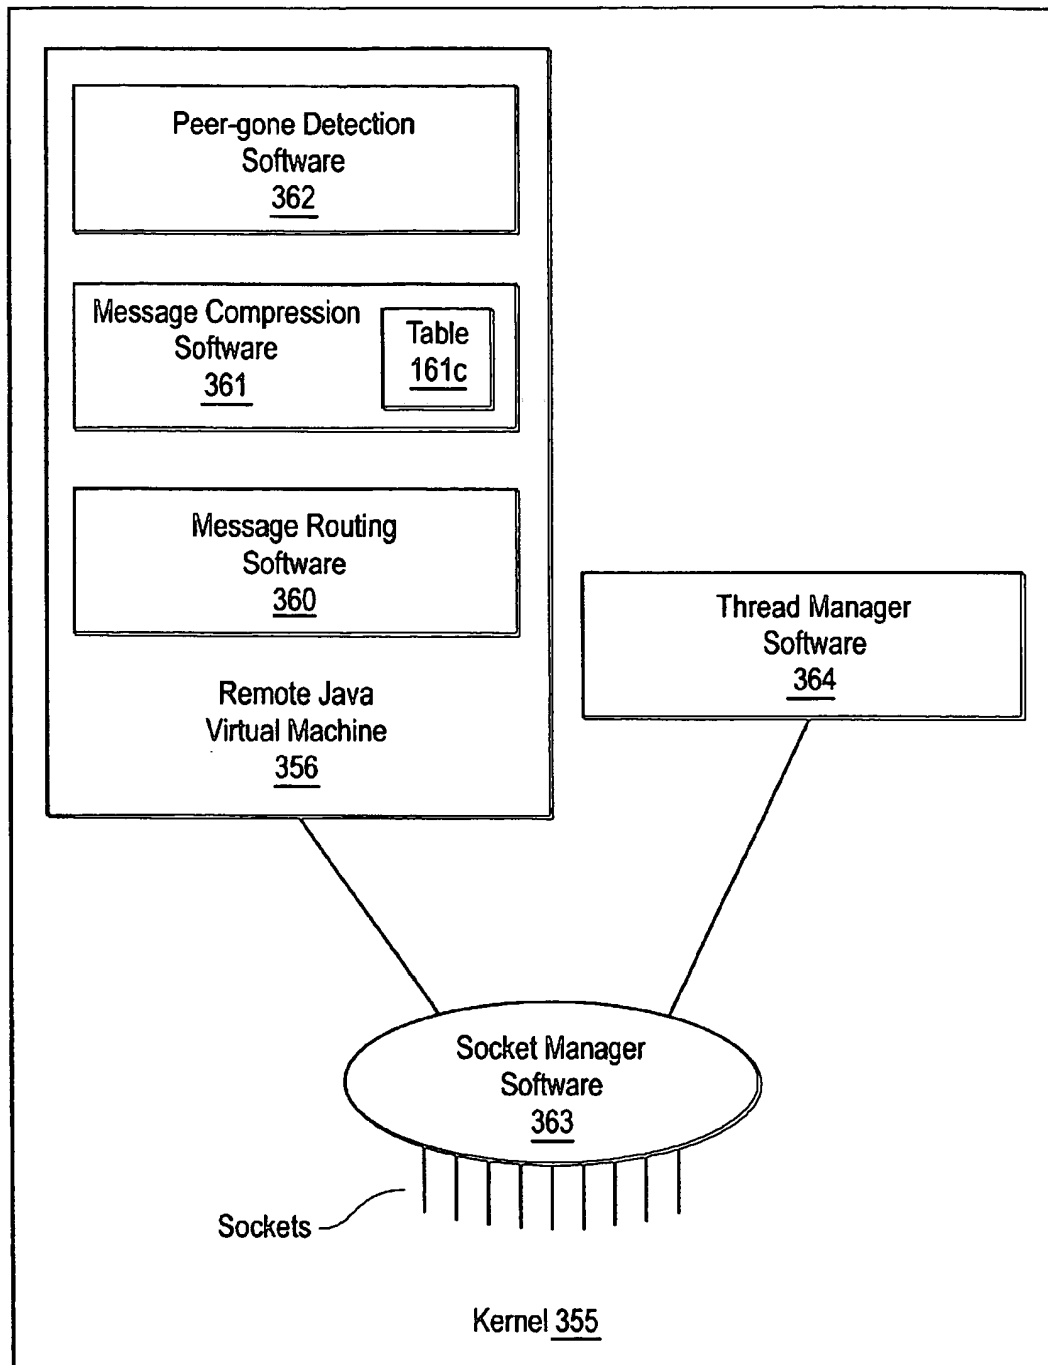 Peer-gone Detection
Software
362
Message Compression
Software
361
Table
161c
Message Routing
Software
360
Remote Java
Virtual Machine
356
Thread Manager
Software
364
Socket Manager
Software
363
Sockets
Kernel 355